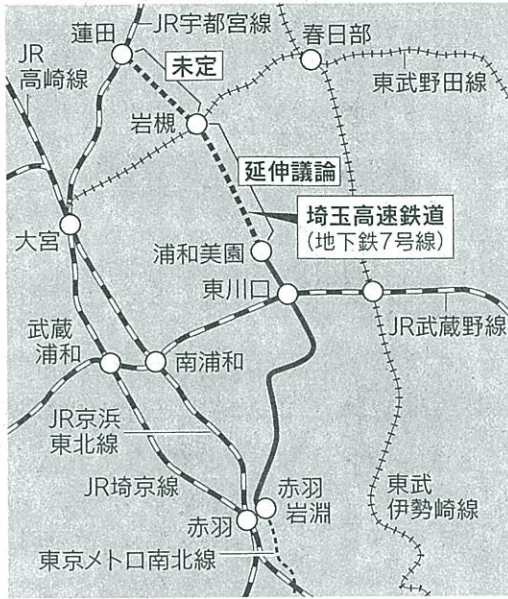 JR宇都宮線
蓮田
春日部
JR
高崎線
未定
東武野田線
岩槻
延伸議論
埼玉高速鉄道
(地下鉄7号線)
大宮
浦和美園
東川口
JR武蔵野線
武蔵
浦和
南浦和
JR京浜
東北線
JR埼京線
赤羽
岩淵
赤羽
東武
伊勢崎線
東京メトロ南北線